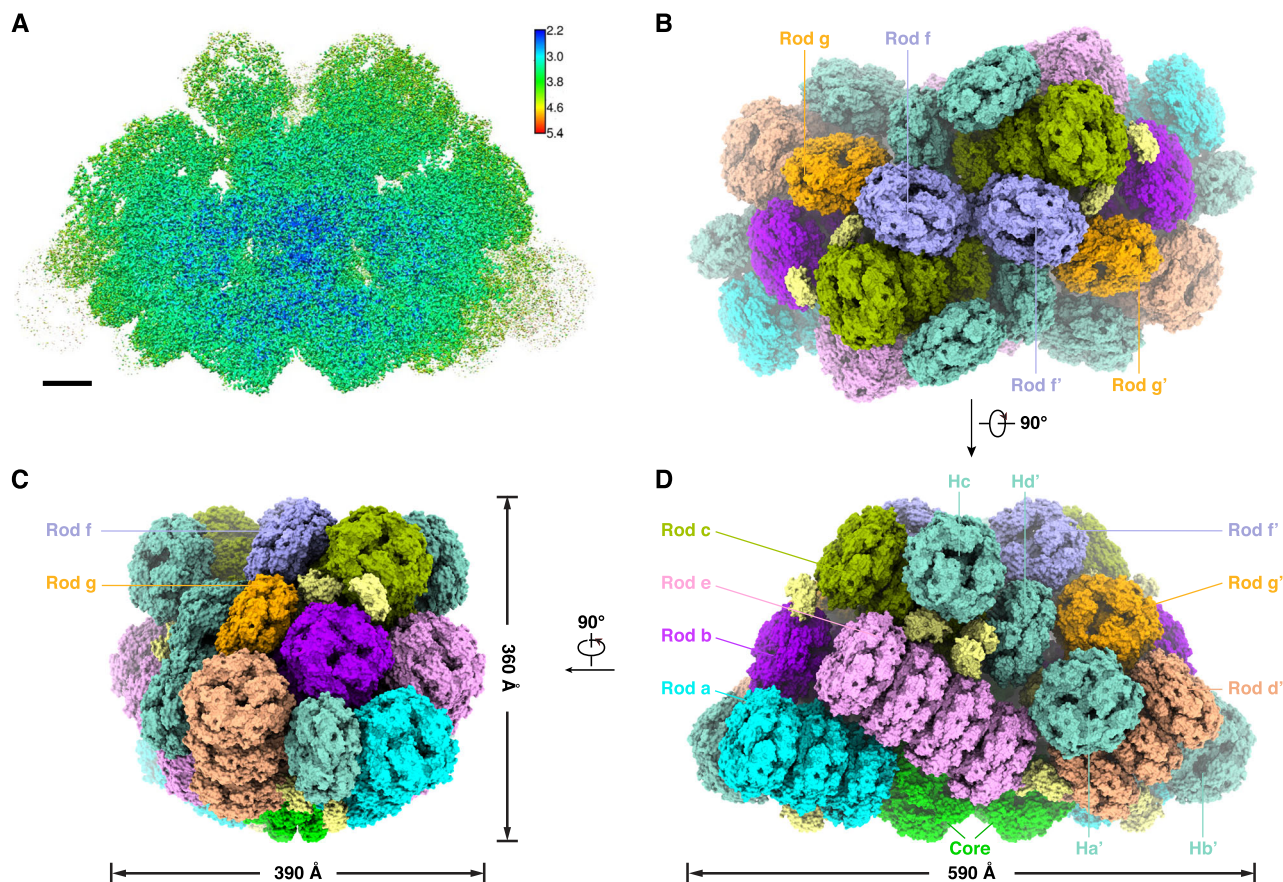 A
2.2
3.0
3.8
4.6
5.4
B
Rod g
Rod f
Rod f’
Rod g’
90°
C
Rod f
Rod g
360 Å
390 Å
90°
D
Hc
Hd’
Rod c
Rod e
Rod b
Rod a
Rod f’
Rod g’
Rod d’
Core
Ha’
Hb’
590 Å